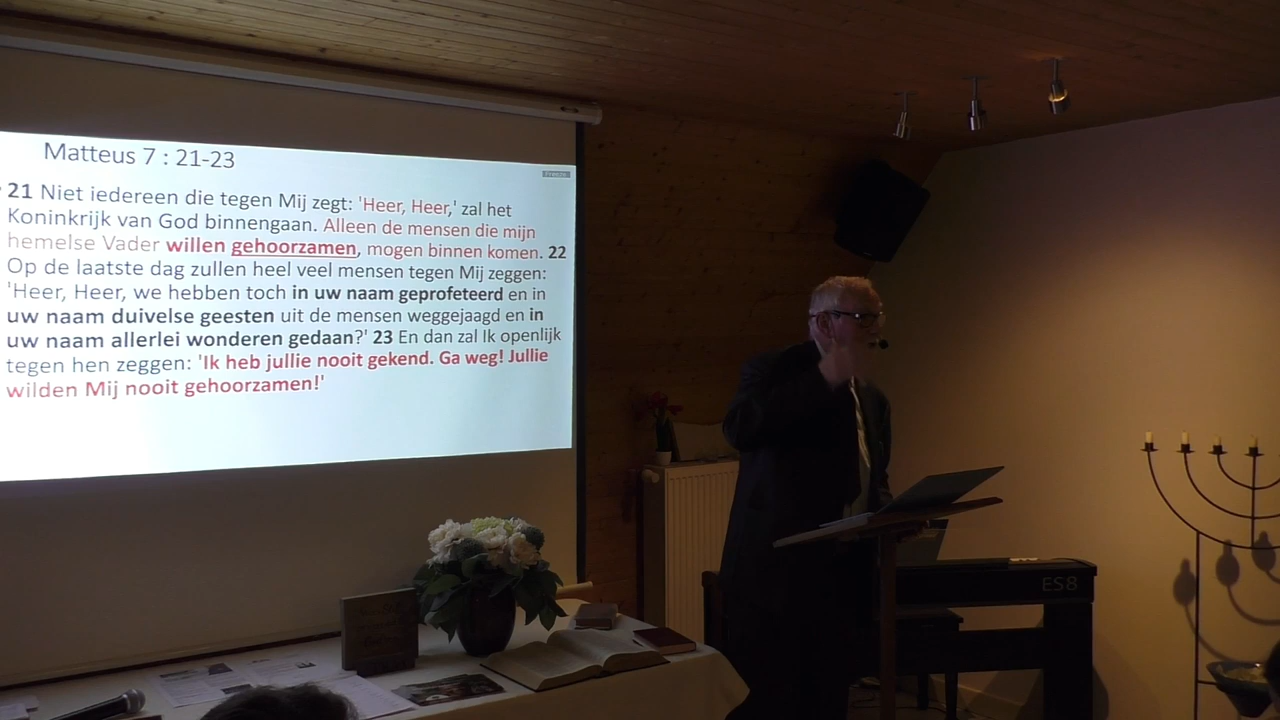 Matteus 7 : 21-23
Freeze
21 Niet iedereen die tegen Mij zegt: 'Heer, Heer,' zal het
Koninkrijk van God binnengaan. Alleen de mensen die mijn
hemelse Vader willen gehoorzamen, mogen binnen komen. 22
Op de laatste dag zullen heel veel mensen tegen Mij zeggen:
'Heer, Heer, we hebben toch in uw naam geprofeteerd en in
uw naam duivelse geesten uit de mensen weggejaagd en in
uw naam allerlei wonderen gedaan?' 23 En dan zal Ik openlijk
tegen hen zeggen: 'Ik heb jullie nooit gekend. Ga weg! Jullie
wilden Mij nooit gehoorzamen!'
ES8